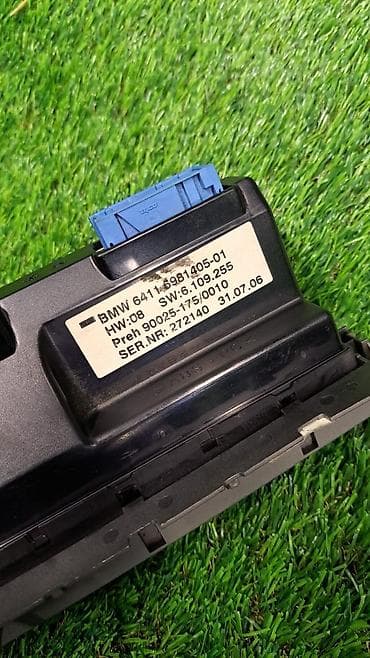 BMW 6411 6981405-01
HW:08 SW:6.109.255
Preh 90025-175/0010
SER.NR: 272140 31.07.06